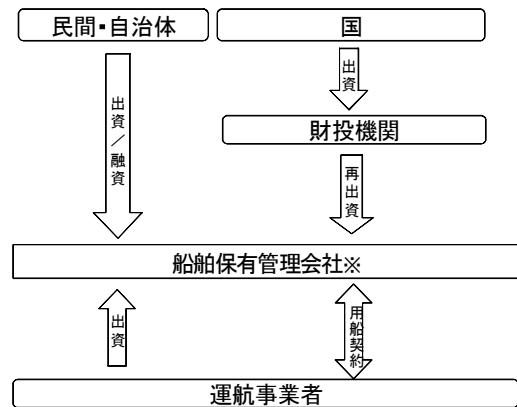 民間・自治体
国
出資
財投機関
出資／融資
再出資
船舶保有管理会社※
出資
用船契約
運航事業者